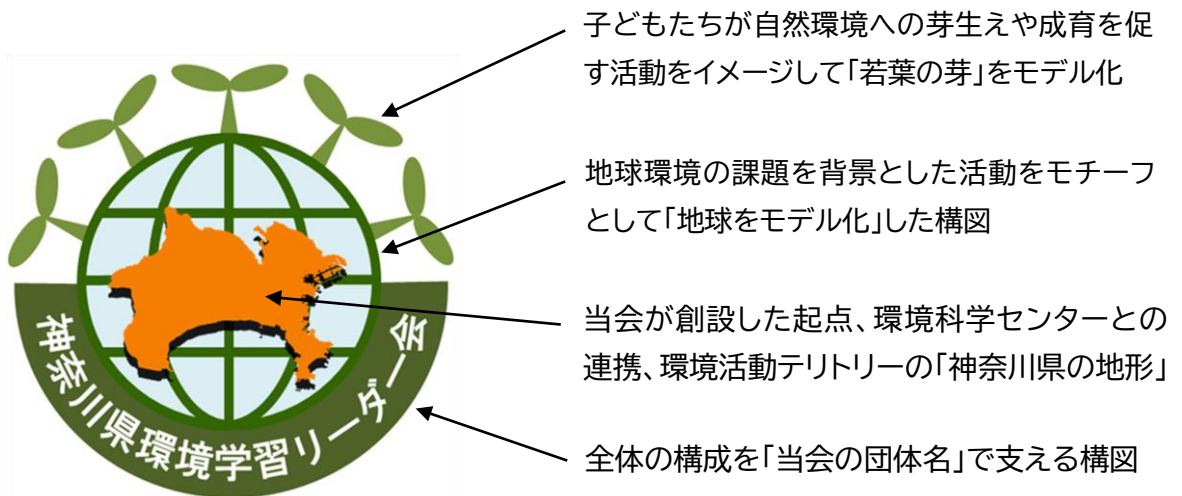 子どもたちが自然環境への芽生えや成育を促
す活動をイメージして「若葉の芽」をモデル化
地球環境の課題を背景とした活動をモチーフ
として「地球をモデル化」した構図
当会が創設した起点、環境科学センターとの
連携、環境活動テリトリーの「神奈川県の地形」
全体の構成を「当会の団体名」で支える構図
神奈川県環境学習リーダー会